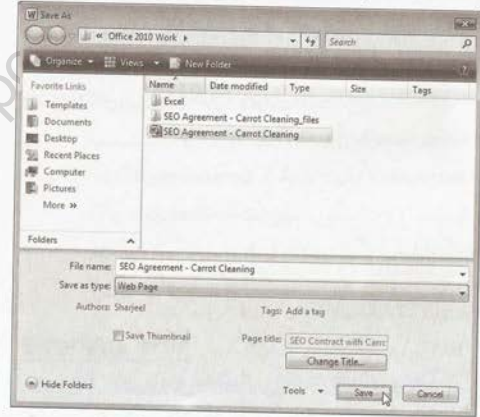 Save As
« Office 2010 Work
Search
Organize Views New Folder
Favorite Links
Templates
Documents
Desktop
Recent Places
Computer
Pictures
More »
Folders
Name Date modified Type Size Tags
Excel
SEO Agreement - Carrot Cleaning_files
SEO Agreement - Carrot Cleaning
File name: SEO Agreement - Carrot Cleaning
Save as type: Web Page
Authors: Sharjeel
Tags: Add a tag
Save Thumbnail
Page title: SEO Contract with Carrc
Change Title...
Hide Folders
Tools Save Cancel